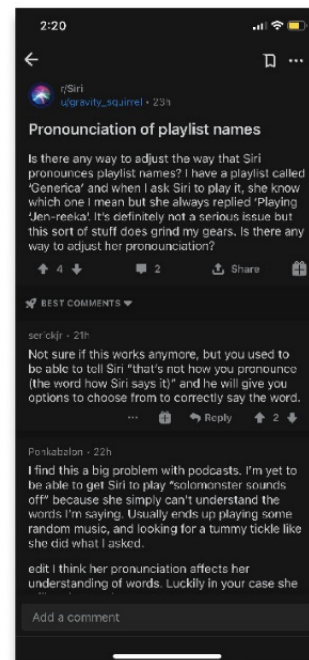 2:20
r/Siri
u/gravity_squirrel • 23h
Pronounciation of playlist names
Is there any way to adjust the way that Siri
pronounces playlist names? I have a playlist called
'Generica' and when I ask Siri to play it, she know
which one I mean but she always replied 'Playing
'Jen-reeka'. It's definitely not a serious issue but
this sort of stuff does grind my gears. Is there any
way to adjust her pronounciation?
4
2
Share
BEST COMMENTS
serickjr • 21h
Not sure if this works anymore, but you used to
be able to tell Siri "that's not how you pronounce
(the word how Siri says it)" and he will give you
options to choose from to correctly say the word.
Reply
2
Ponkabalon • 22h
I find this a big problem with podcasts. I'm yet to
be able to get Siri to play "solomonster sounds
off" because she simply can't understand the
words I'm saying. Usually ends up playing some
random music, and looking for a tummy tickle like
she did what I asked.
edit I think her pronunciation affects her
understanding of words. Luckily in your case she
Add a comment